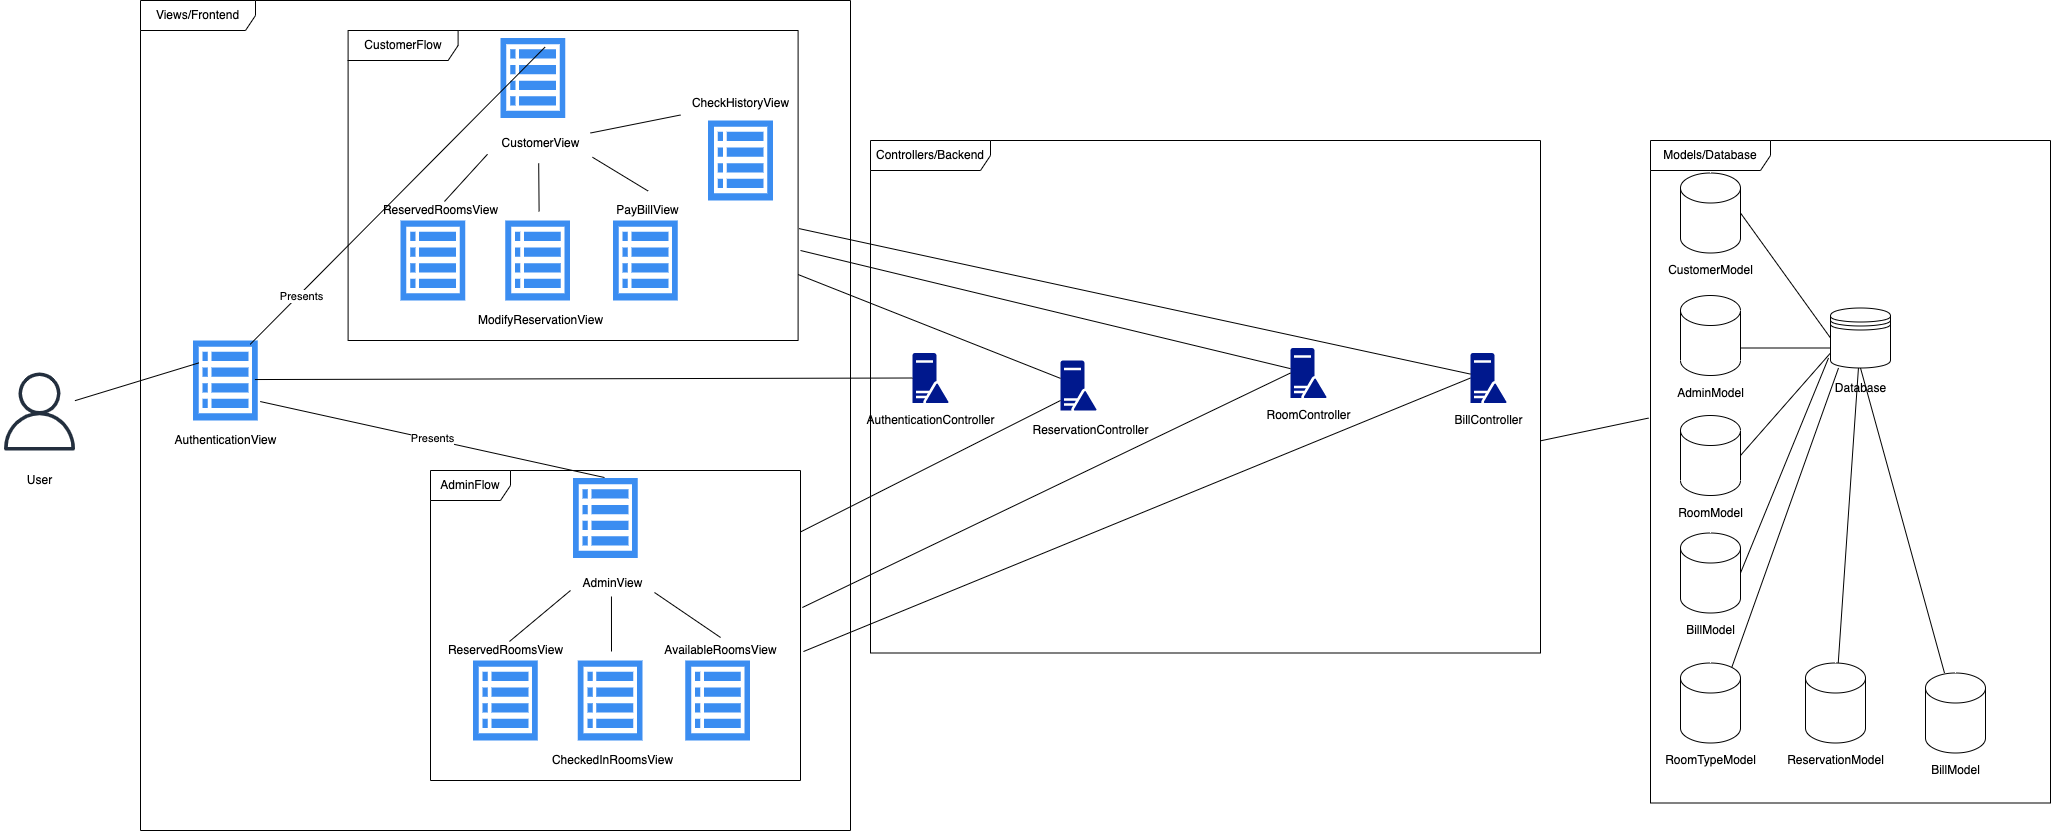 Views/Frontend
CustomerFlow
CheckHistoryView
CustomerView
ReservedRoomsView
PayBillView
ModifyReservationView
Presents
AuthenticationView
User
Presents
AdminFlow
AdminView
ReservedRoomsView
AvailableRoomsView
CheckedInRoomsView
Controllers/Backend
AuthenticationController
ReservationController
RoomController
BillController
Models/Database
CustomerModel
AdminModel
Database
RoomModel
BillModel
RoomTypeModel
ReservationModel
BillModel